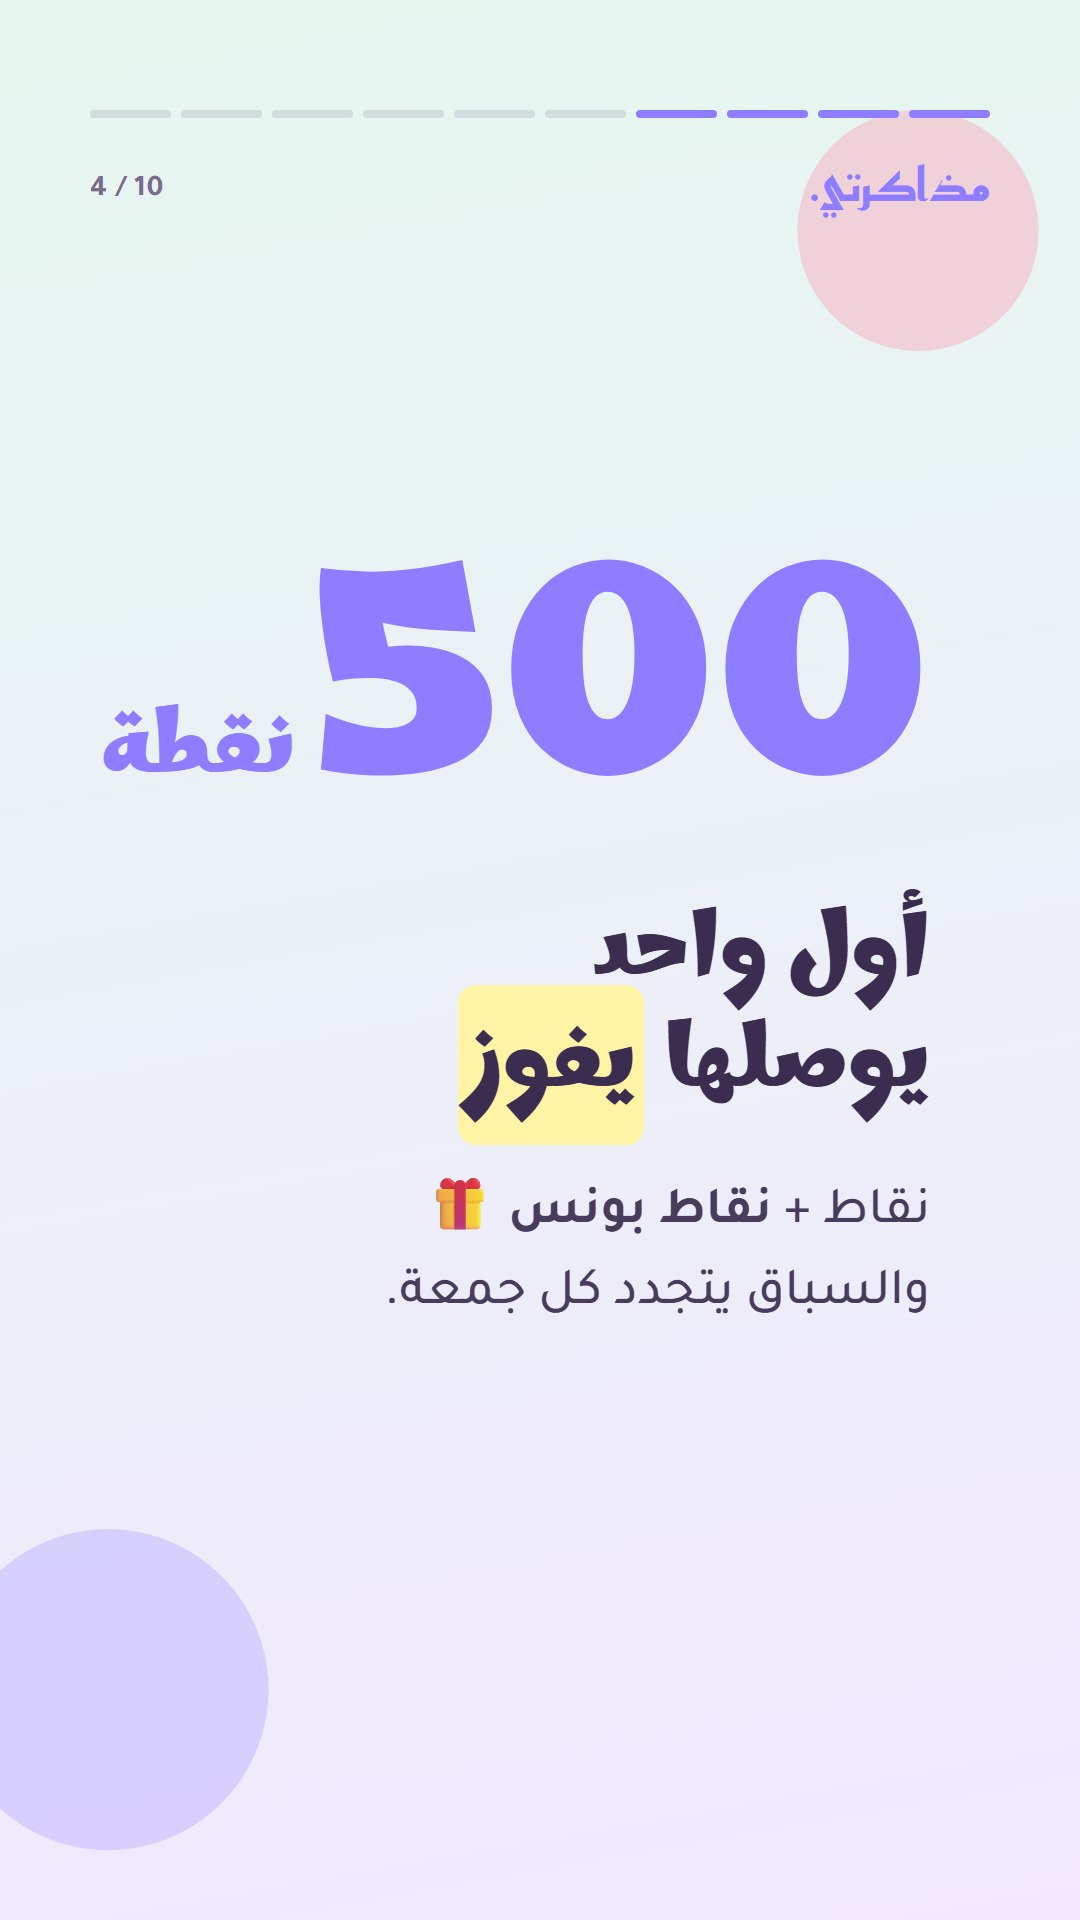 مذاكرتي.
4 / 10
500 نقطة
أول واحد
يوصلها يفوز
نقاط + نقاط بونس 🎁
والسباق يتجدد كل جمعة.